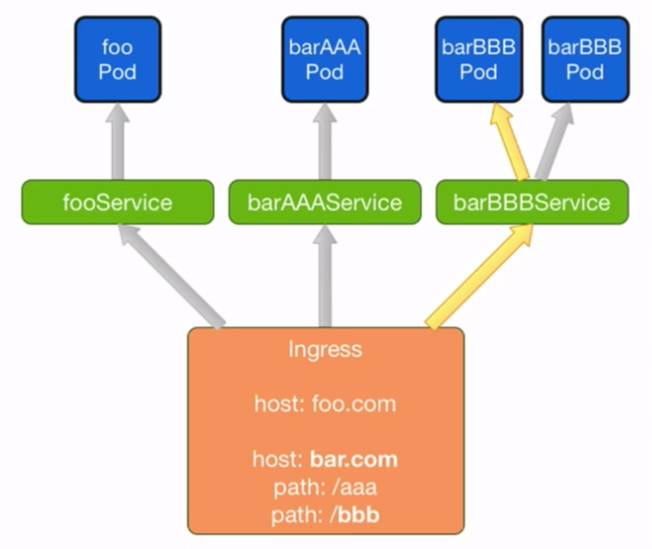 foo
Pod
barAAA
Pod
barBBB
Pod
barBBB
Pod
fooService
barAAAService
barBBBService
Ingress
host: foo.com
host: bar.com
path: /aaa
path: /bbb